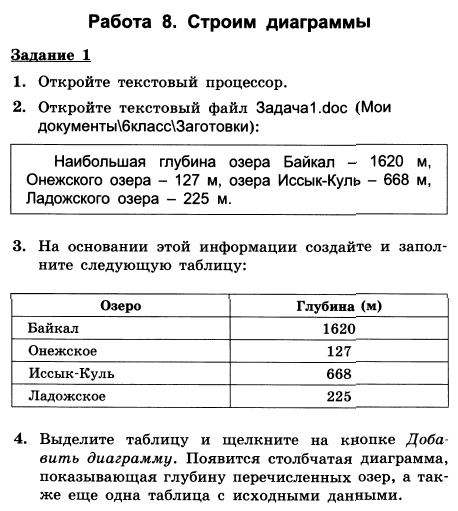 Работа 8. Строим диаграммы
Задание 1
1. Откройте текстовый процессор.
2. Откройте текстовый файл Задача1.doc (Мои
документы\6класс\Заготовки):
Наибольшая глубина озера Байкал – 1620 м,
Онежского озера – 127 м, озера Иссык-Куль – 668 м,
Ладожского озера – 225 м.
3. На основании этой информации создайте и запол-
ните следующую таблицу:
Озеро Глубина (м)
Байкал 1620
Онежское 127
Иссык-Куль 668
Ладожское 225
4. Выделите таблицу и щелкните на кнопке Доба-
вить диаграмму. Появится столбчатая диаграмма,
показывающая глубину перечисленных озер, а так-
же еще одна таблица с исходными данными.